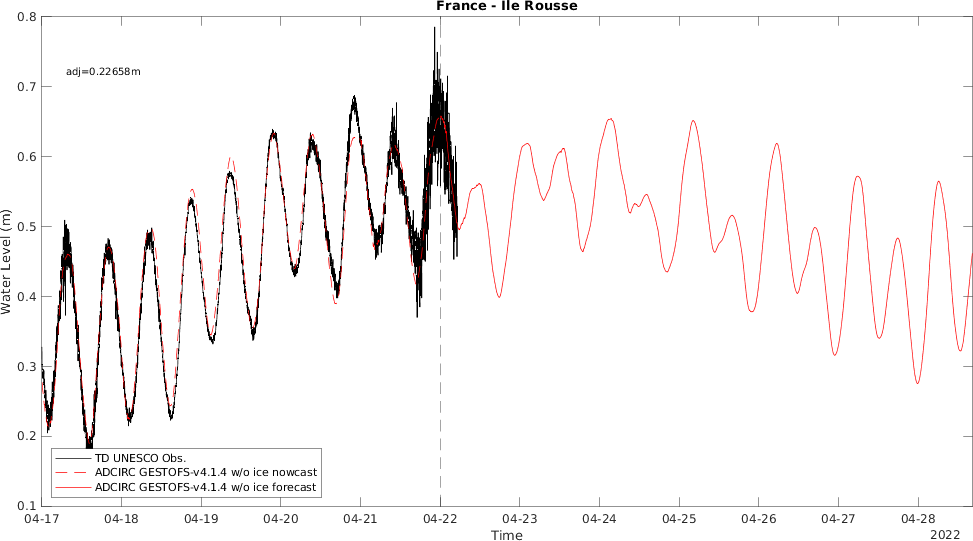 France - Ile Rousse
adj=0.22658m
Water Level (m)
0.8
0.7
0.6
0.5
0.4
0.3
0.2
0.1
TD UNESCO Obs.
ADCIRC GESTOFS-v4.1.4 w/o ice nowcast
ADCIRC GESTOFS-v4.1.4 w/o ice forecast
04-17 04-18 04-19 04-20 04-21 04-22 04-23 04-24 04-25 04-26 04-27 04-28
Time
2022